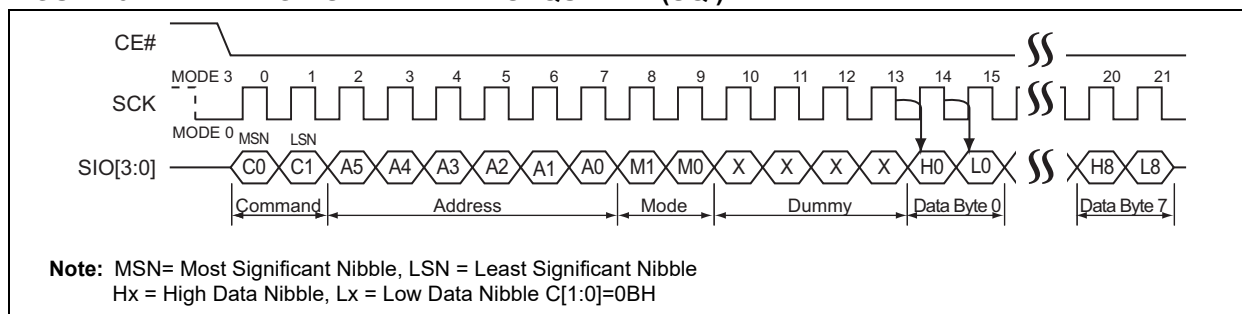 CE#
MODE 3 0 1 2 3 4 5 6 7 8 9 10 11 12 13 14 15 20 21
SCK
MODE 0
MSN LSN
SIO[3:0] C0 C1 A5 A4 A3 A2 A1 A0 M1 M0 X X X X H0 L0 H8 L8
Command Address Mode Dummy Data Byte 0 Data Byte 7
Note: MSN= Most Significant Nibble, LSN = Least Significant Nibble
Hx = High Data Nibble, Lx = Low Data Nibble C[1:0]=0BH